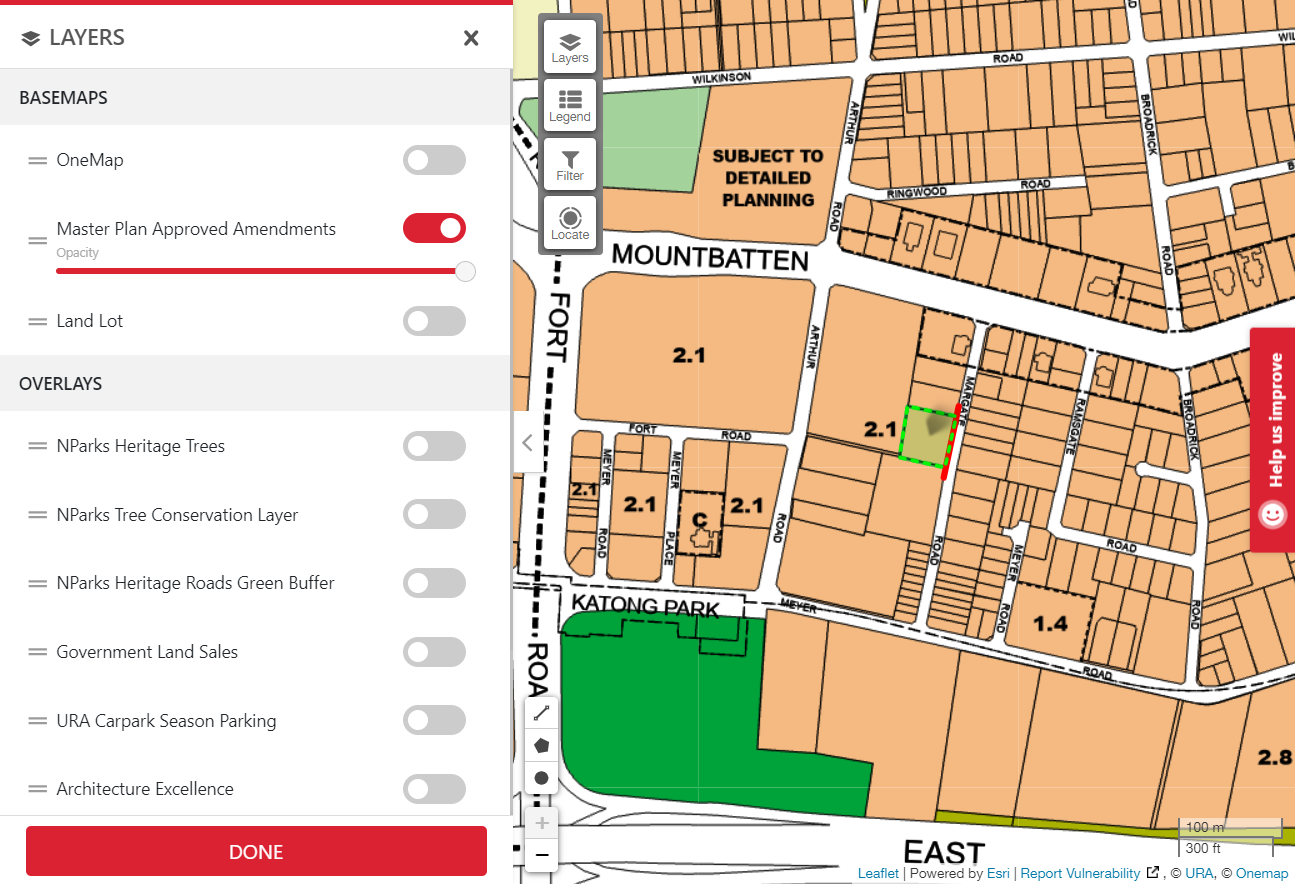 LAYERS
BASEMAPS
OneMap
Master Plan Approved Amendments
Opacity
Land Lot
OVERLAYS
NParks Heritage Trees
NParks Tree Conservation Layer
NParks Heritage Roads Green Buffer
Government Land Sales
URA Carpark Season Parking
Architecture Excellence
DONE
Layers
Legend
Filter
Locate
WILKINSON
ROAD
WIL
ARTHUR
ROAD
BROADRICK
ROAD
SUBJECT TO
DETAILED
PLANNING
RINGWOOD
ROAD
MOUNTBATTEN
FORT
ROA
2.1
ARTHUR
ROAD
MARGATE
ROAD
RAMSGATE
ROAD
BROADRICK
ROAD
2.1
FORT
ROAD
MEYER
ROAD
MEYER
PLACE
2.1
2.1
C
2.1
MEYER
ROAD
1.4
KATONG PARK
MEYER
ROAD
2.8
EAST
Help us improve
+
−
100 m
300 ft
Leaflet | Powered by Esri | Report Vulnerability , © URA, © Onemap